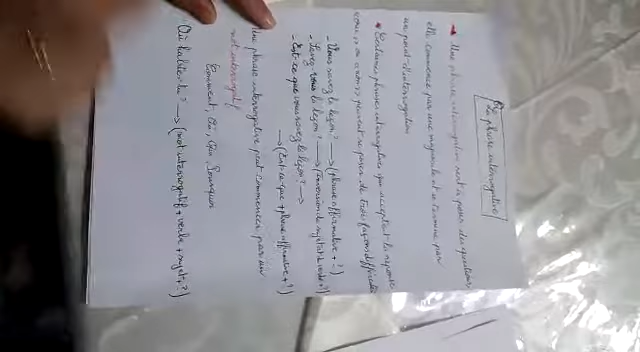 La phrase interrogative
Une phrase interrogative sert à poser des questions
elle commence par une majuscule et se termine par
un point d'interrogation
Certaines phrases interrogatives qui acceptent la réponse
oui, ou non peuvent se poser de trois façons différentes
- Vous savez la leçon ? → (phrase affirmative + ?)
- Savez-vous la leçon ? → (Inversion du sujet et verbe + ?)
- Est-ce que vous savez la leçon ? →
→ (Est-ce que + phrase affirmative + ?)
Une phrase interrogative peut commencer par un
mot interrogatif
Comment, Où, Qui, Pourquoi
Où habites-tu ? → (mot interrogatif + verbe + sujet + ?)